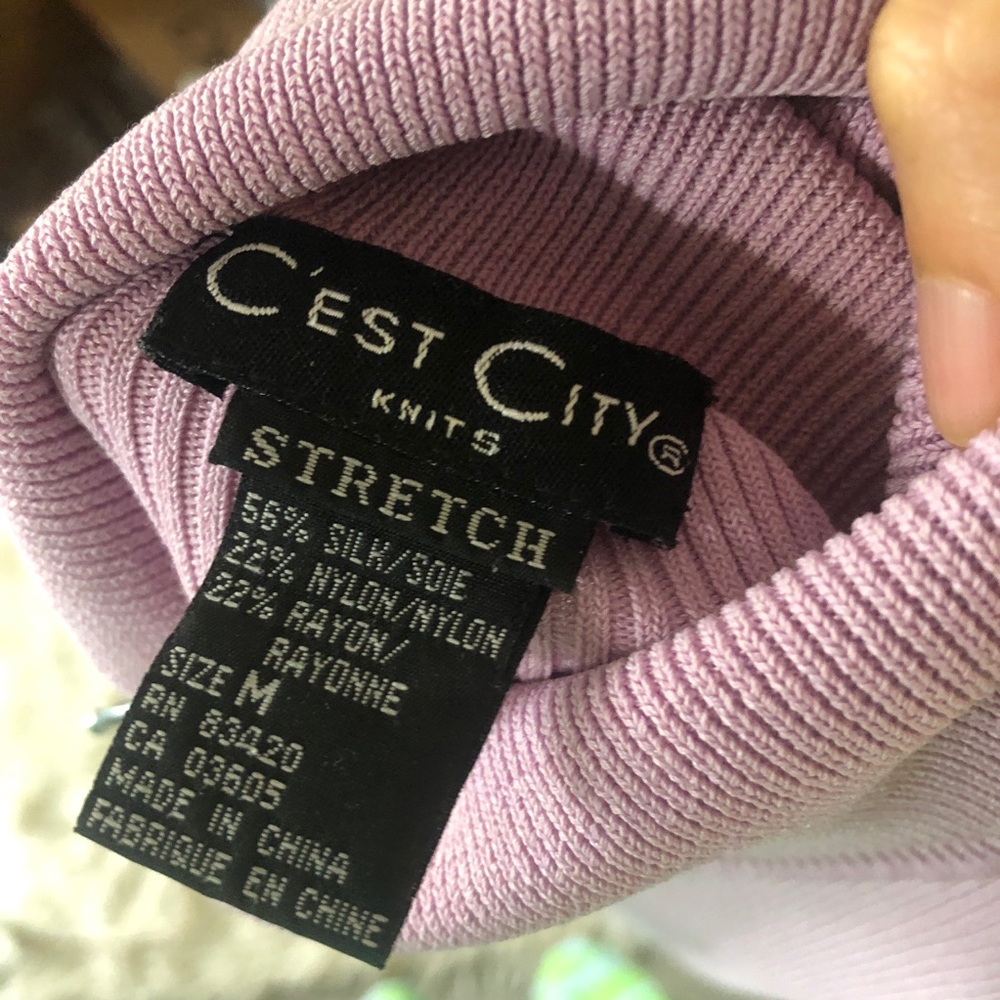 C'EST CITY®
KNITS
STRETCH
56% SILK/SOIE
22% NYLON/NYLON
22% RAYON/
RAYONNE
SIZE M
RN 83420
CA 03605
MADE IN CHINA
FABRIQUE EN CHINE